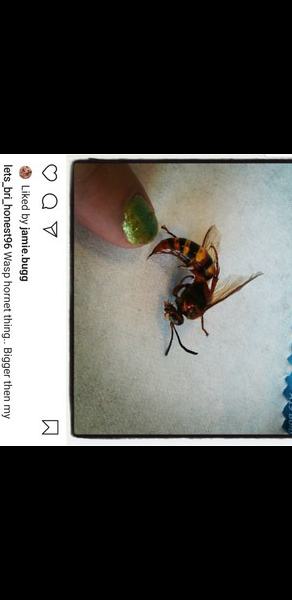 Liked by jamie.bugg
lets_bri_honest96 Wasp hornet thing.. Bigger then my